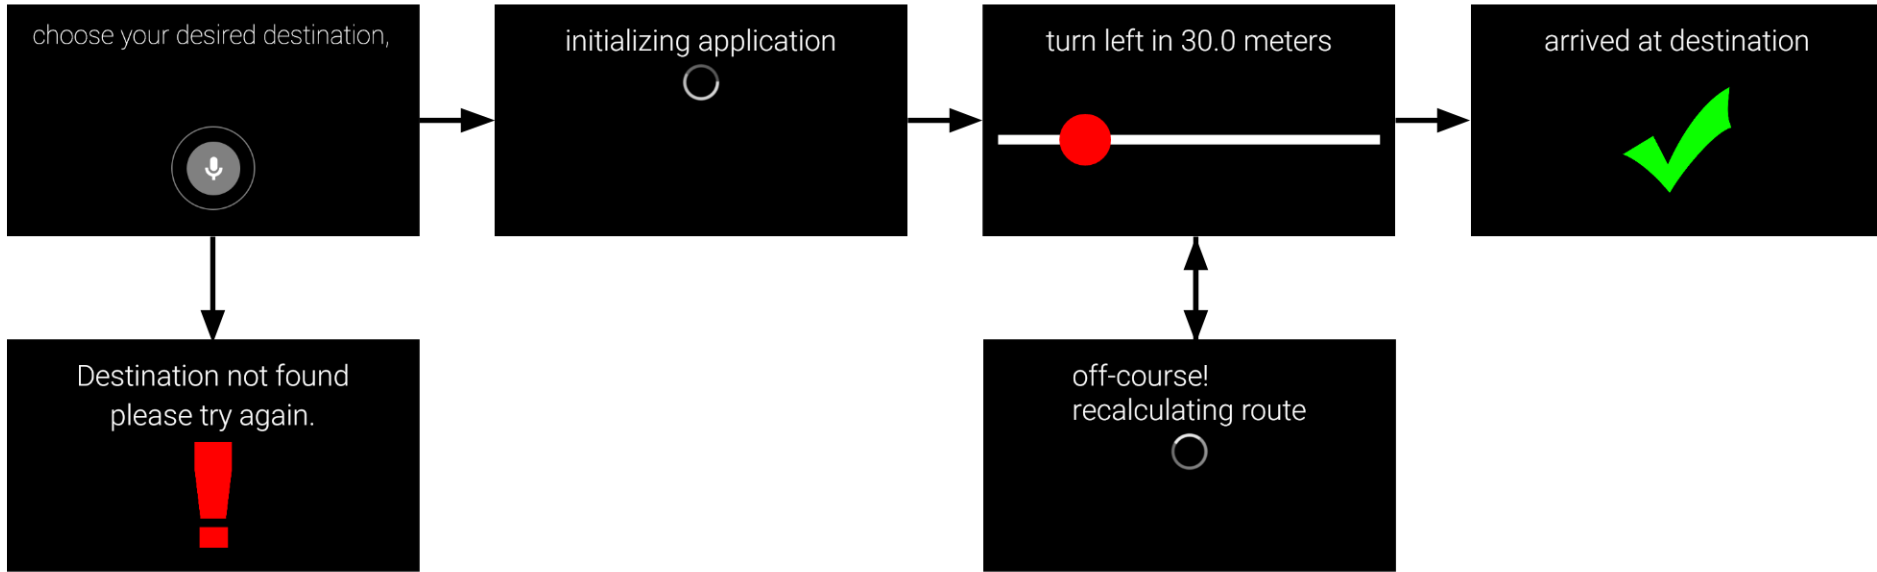 choose your desired destination,
initializing application
turn left in 30.0 meters
arrived at destination
Destination not found
please try again.
off-course!
recalculating route